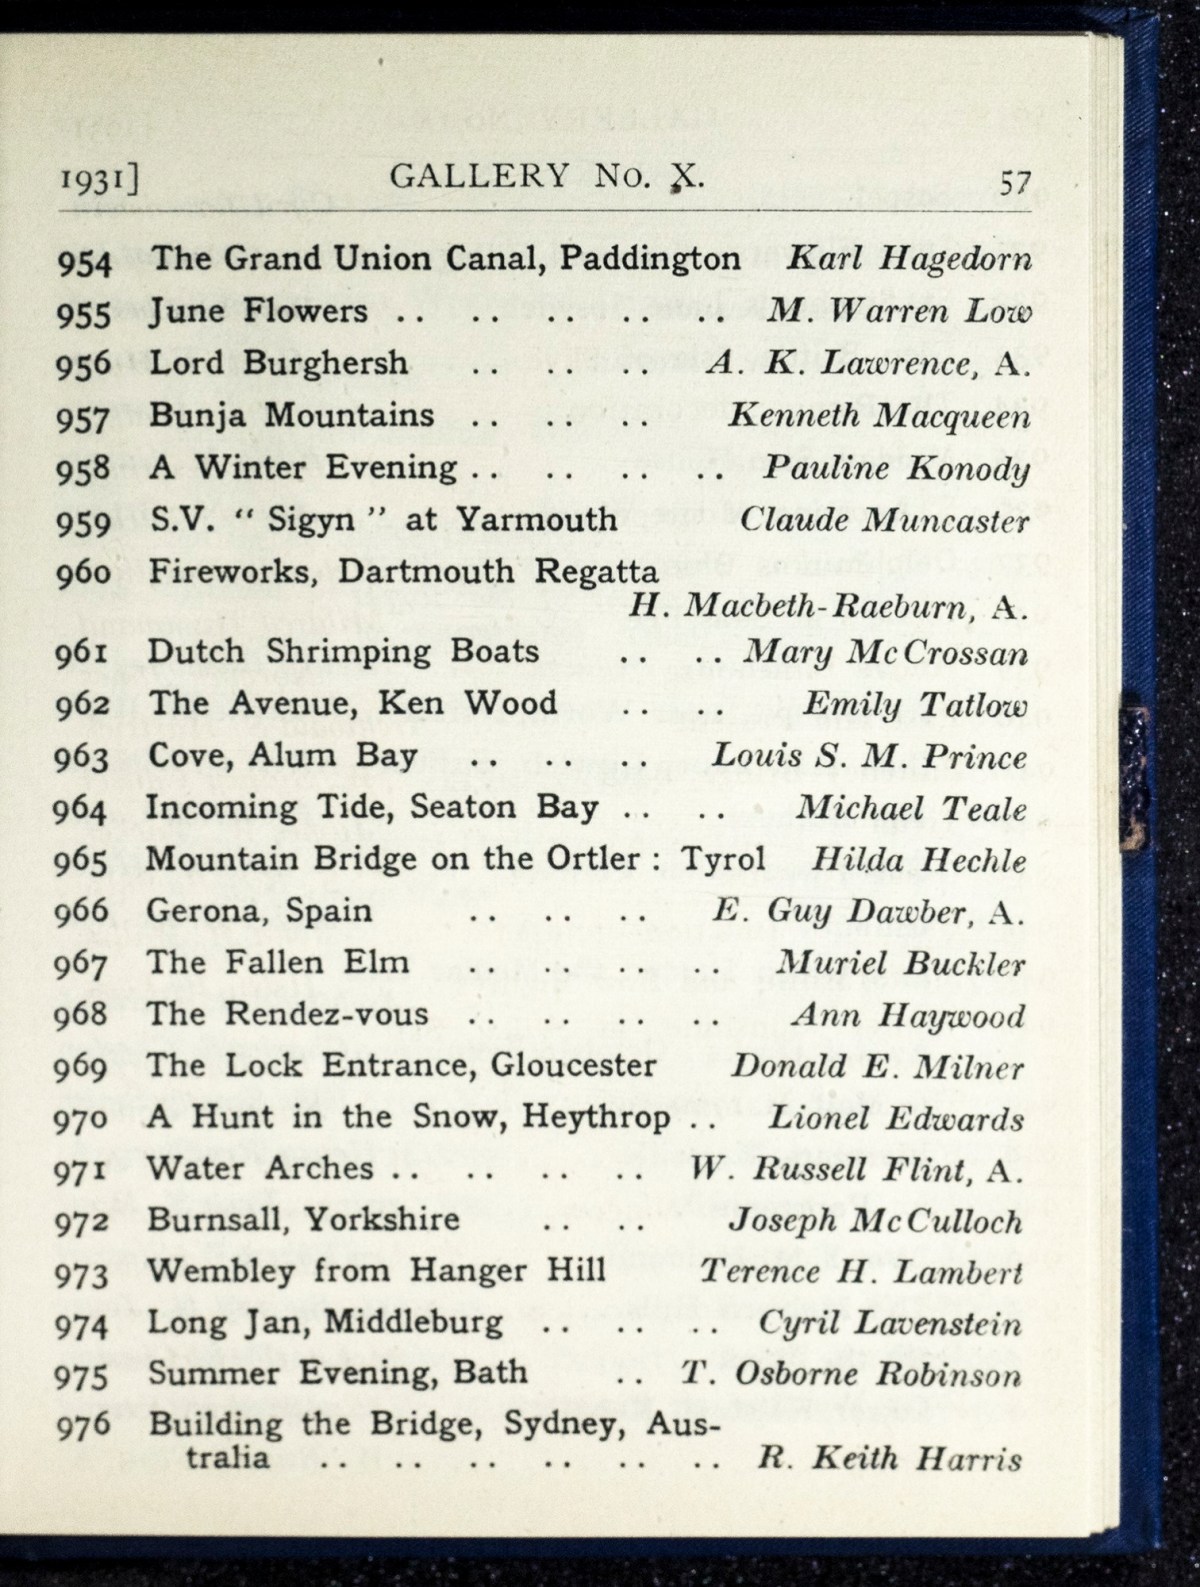 1931] GALLERY No. X. 57
954 The Grand Union Canal, Paddington Karl Hagedorn
955 June Flowers .. .. .. .. .. M. Warren Low
956 Lord Burghersh .. .. .. A. K. Lawrence, A.
957 Bunja Mountains .. .. .. Kenneth Macqueen
958 A Winter Evening .. .. .. .. Pauline Konody
959 S.V. “ Sigyn ” at Yarmouth Claude Muncaster
960 Fireworks, Dartmouth Regatta
H. Macbeth-Raeburn, A.
961 Dutch Shrimping Boats .. .. Mary McCrossan
962 The Avenue, Ken Wood .. .. Emily Tatlow
963 Cove, Alum Bay .. .. .. Louis S. M. Prince
964 Incoming Tide, Seaton Bay .. .. Michael Teale
965 Mountain Bridge on the Ortler : Tyrol Hilda Hechle
966 Gerona, Spain .. .. .. E. Guy Dawber, A.
967 The Fallen Elm .. .. .. .. Muriel Buckler
968 The Rendez-vous .. .. .. .. Ann Haywood
969 The Lock Entrance, Gloucester Donald E. Milner
970 A Hunt in the Snow, Heythrop .. Lionel Edwards
971 Water Arches .. .. .. .. W. Russell Flint, A.
972 Burnsall, Yorkshire .. .. Joseph McCulloch
973 Wembley from Hanger Hill Terence H. Lambert
974 Long Jan, Middleburg .. .. .. Cyril Lavenstein
975 Summer Evening, Bath .. T. Osborne Robinson
976 Building the Bridge, Sydney, Aus-
tralia .. .. .. .. .. .. R. Keith Harris